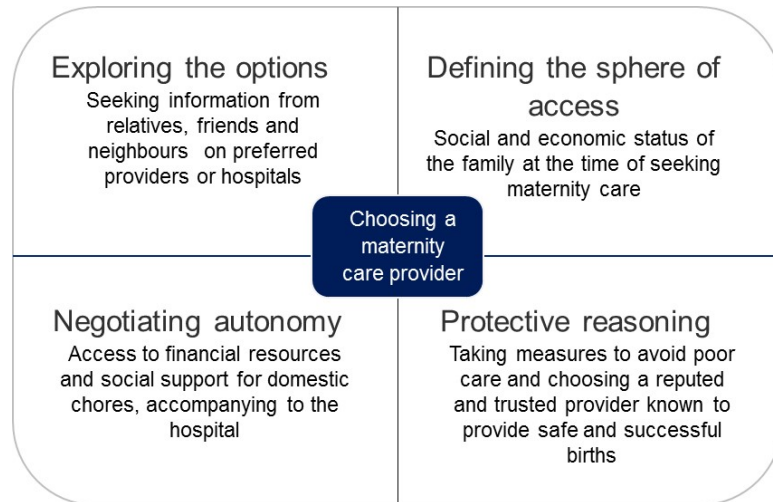 Exploring the options
Seeking information from
relatives, friends and
neighbours on preferred
providers or hospitals
Defining the sphere of
access
Social and economic status of
the family at the time of seeking
maternity care
Choosing a
maternity
care provider
Negotiating autonomy
Access to financial resources
and social support for domestic
chores, accompanying to the
hospital
Protective reasoning
Taking measures to avoid poor
care and choosing a reputed
and trusted provider known to
provide safe and successful
births